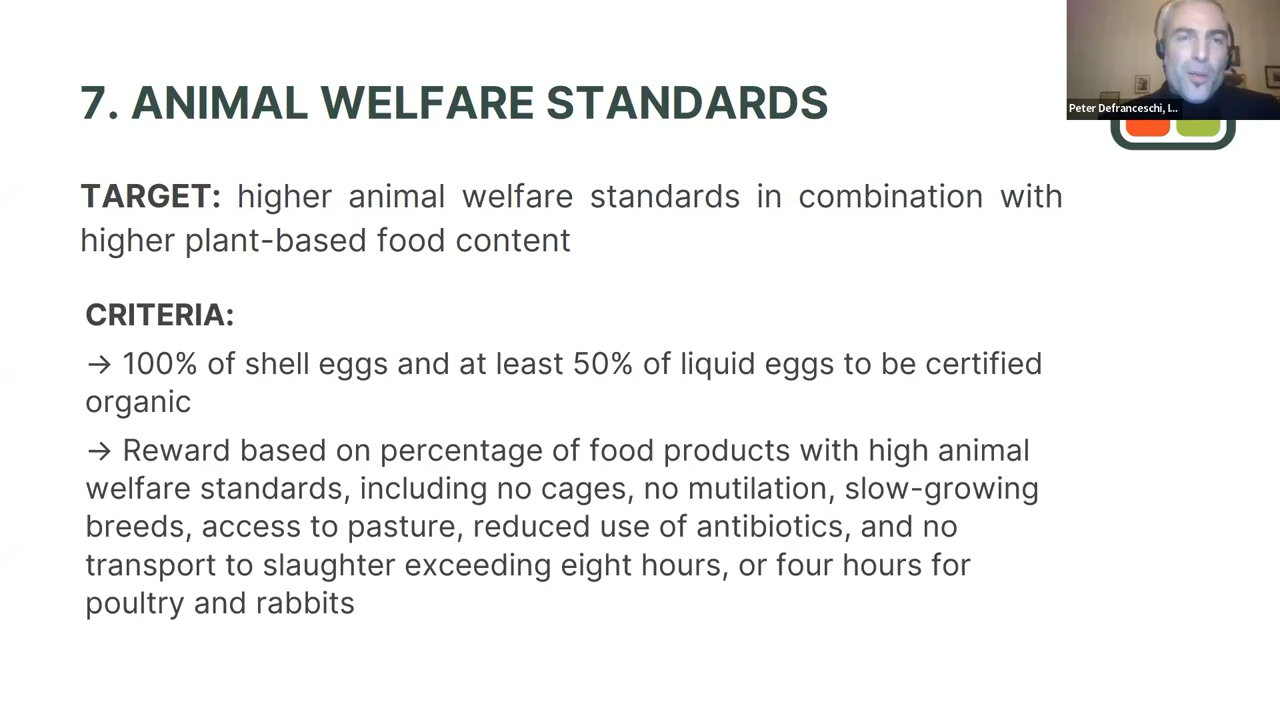 Peter Defranceschi, I...
7. ANIMAL WELFARE STANDARDS
TARGET: higher animal welfare standards in combination with
higher plant-based food content
CRITERIA:
→ 100% of shell eggs and at least 50% of liquid eggs to be certified
organic
→ Reward based on percentage of food products with high animal
welfare standards, including no cages, no mutilation, slow-growing
breeds, access to pasture, reduced use of antibiotics, and no
transport to slaughter exceeding eight hours, or four hours for
poultry and rabbits